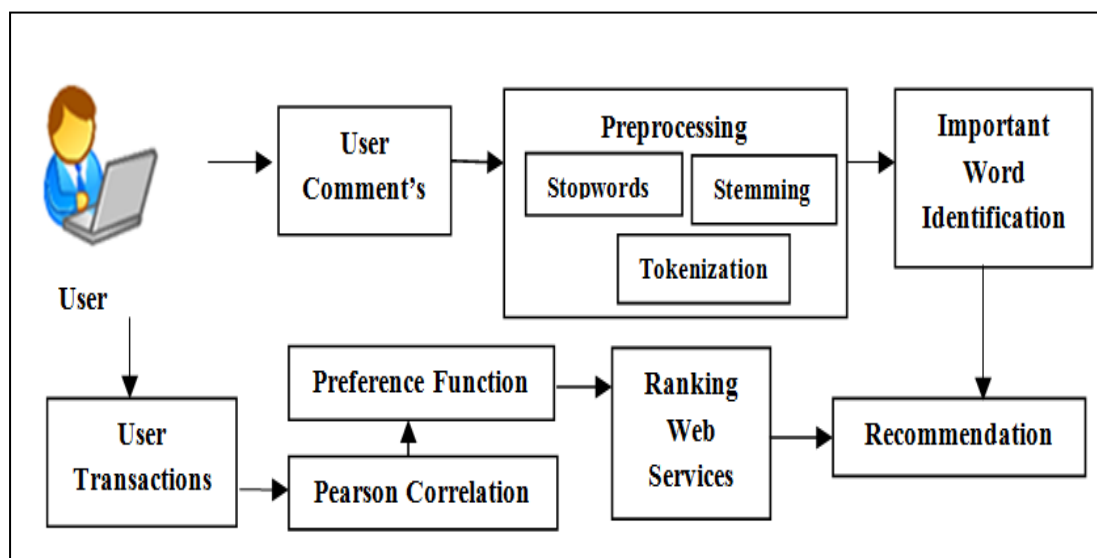 User
Comment's
Preprocessing
Stopwords
Stemming
Tokenization
Important
Word
Identification
User
User
Transactions
Preference Function
Pearson Correlation
Ranking
Web
Services
Recommendation